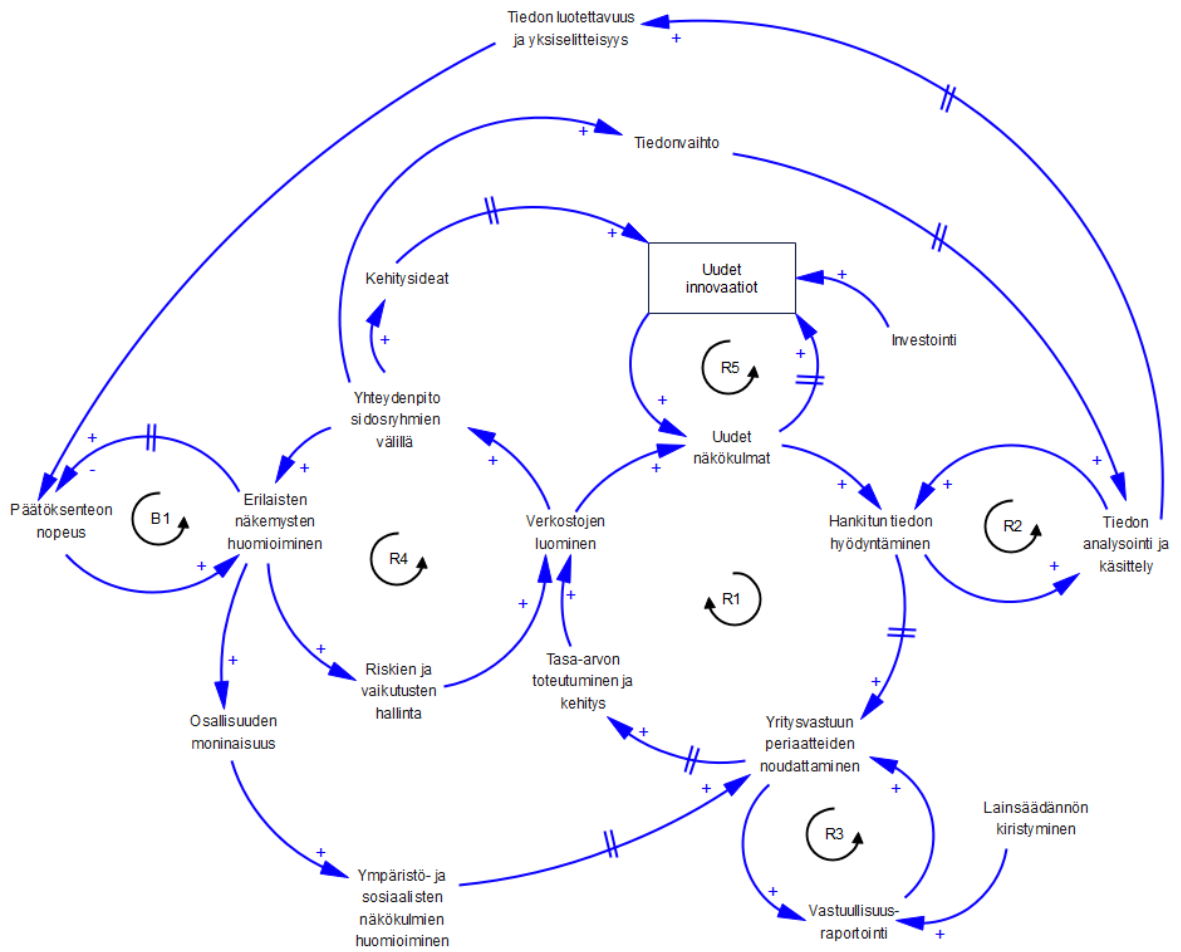 Tiedon luotettavuus
ja yksiselitteisyys
+
+
Tiedonvaihto
+
Kehitysideat
Uudet
innovaatiot
+
+
Investointi
R5
+
+
Yhteydenpito
sidosryhmien
välillä
+
Uudet
näkökulmat
+
-
+
+
+
+
+
+
Päätöksenteon
nopeus
B1
Erilaisten
näkemysten
huomioiminen
R4
Verkostojen
luominen
Hankitun tiedon
hyödyntäminen
R2
Tiedon
analysointi ja
käsittely
+
+
+
+
R1
+
+
Riskien ja
vaikutusten
hallinta
Tasa-arvon
toteutuminen ja
kehitys
+
Osallisuuden
moninaisuus
+
Yritysvastuun
periaatteiden
noudattaminen
+
+
Lainsäädännön
kiristyminen
R3
+
Ympäristö- ja
sosiaalisten
näkökulmien
huomioiminen
+
Vastuullisuus-
raportointi
+